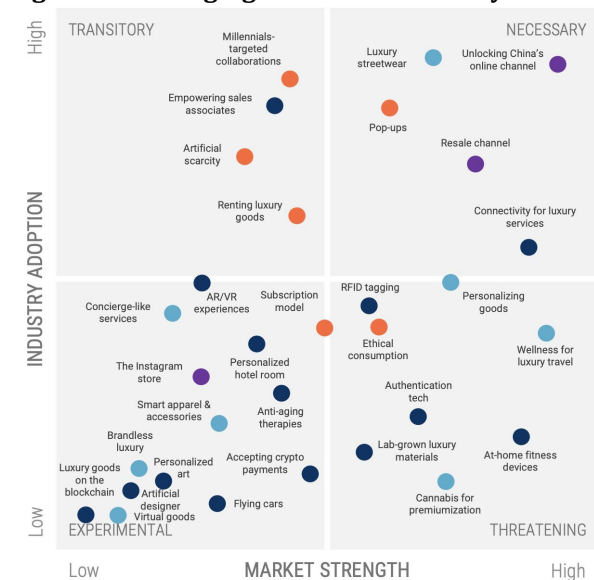 High
TRANSITORY
NECESSARY
Millennials-
targeted
collaborations
Luxury
streetwear
Unlocking China's
online channel
Empowering sales
associates
Pop-ups
Artificial
scarcity
Resale channel
Renting luxury
goods
Connectivity for luxury
services
INDUSTRY ADOPTION
AR/VR
experiences
Concierge-like
services
Subscription
model
RFID tagging
Personalizing
goods
Ethical
consumption
Wellness for
luxury travel
The Instagram
store
Personalized
hotel room
Authentication
tech
Smart apparel &
accessories
Anti-aging
therapies
Brandless
luxury
Lab-grown luxury
materials
At-home fitness
devices
Luxury goods
on the
blockchain
Personalized
art
Accepting crypto
payments
Artificial
designer
Virtual goods
Flying cars
Cannabis for
premiumization
Low
EXPERIMENTAL
THREATENING
Low
MARKET STRENGTH
High